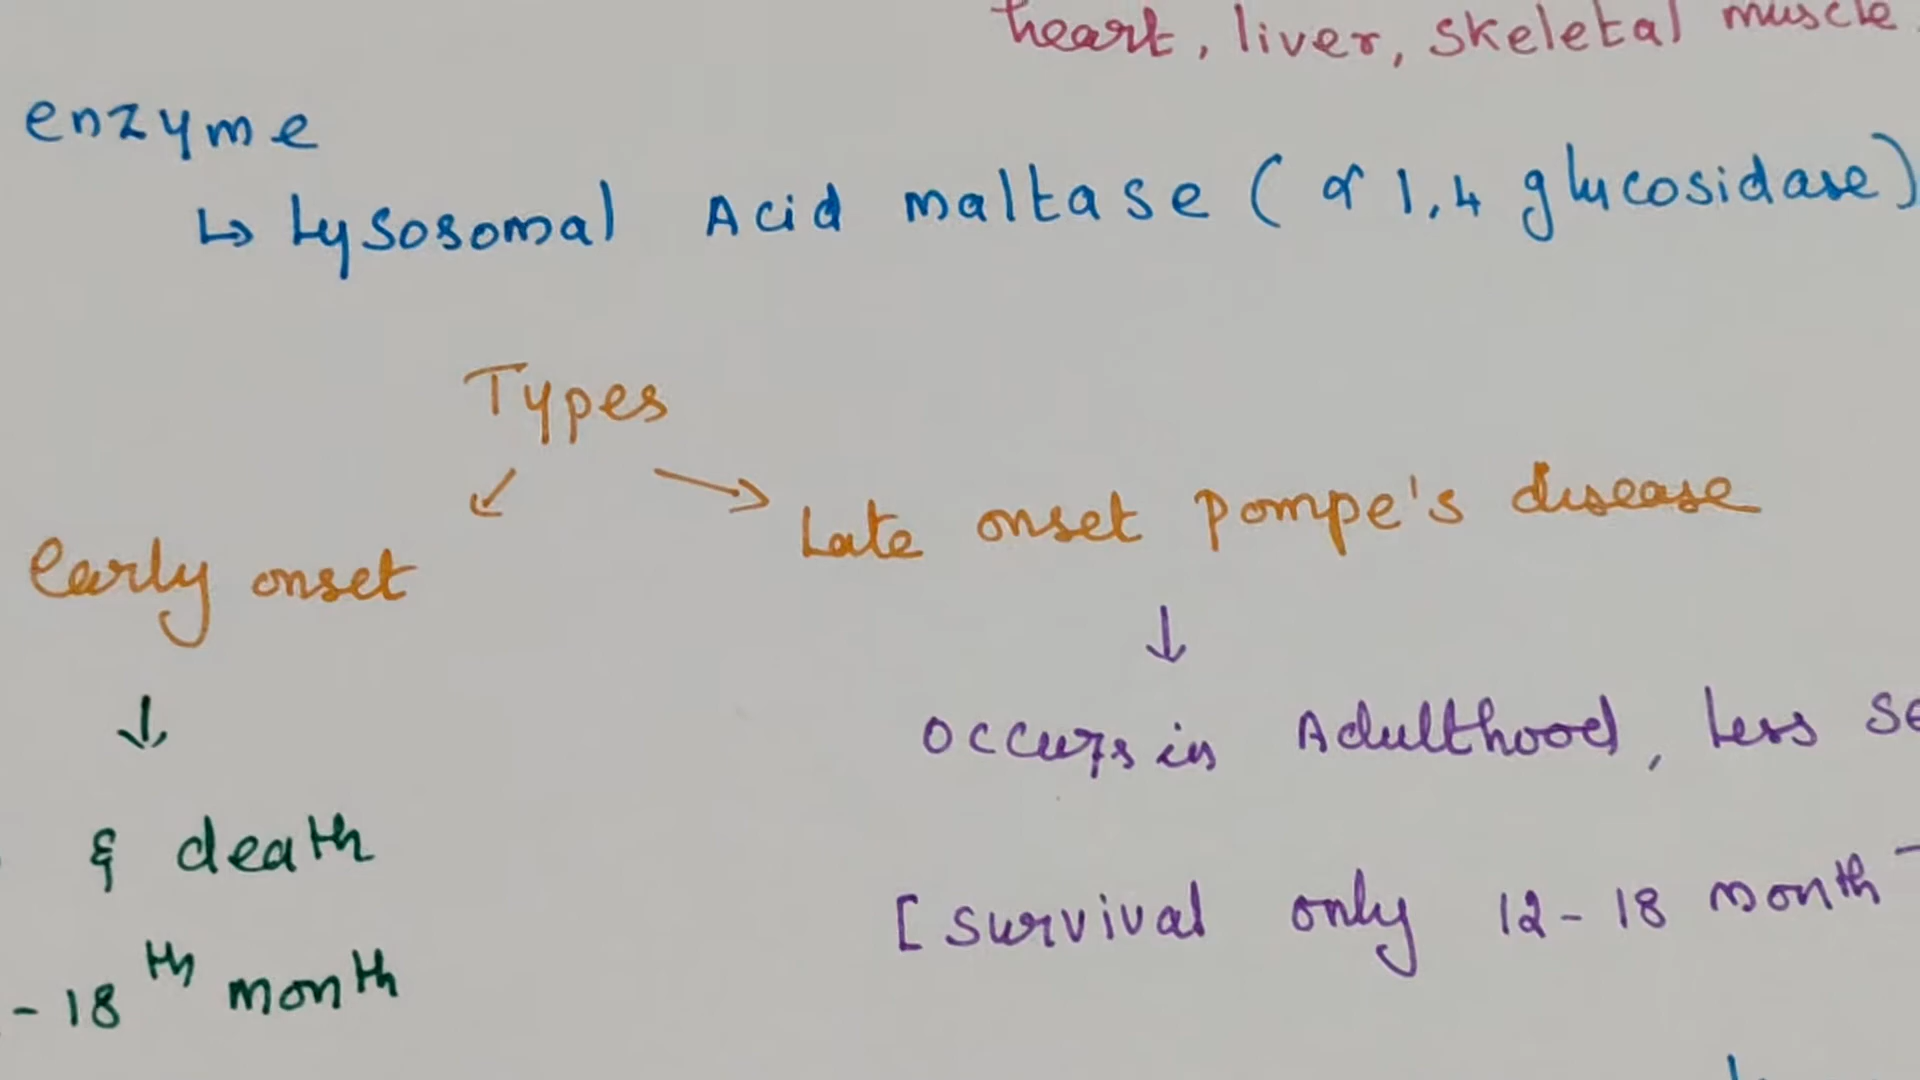 heart, liver, skeletal muscle
enzyme
↳ Lysosomal Acid maltase (α 1,4 glucosidase)
Types
Early onset
Late onset pompe's disease
Occurs in Adulthood, Less
& death
[survival only 12-18 month
-18th month